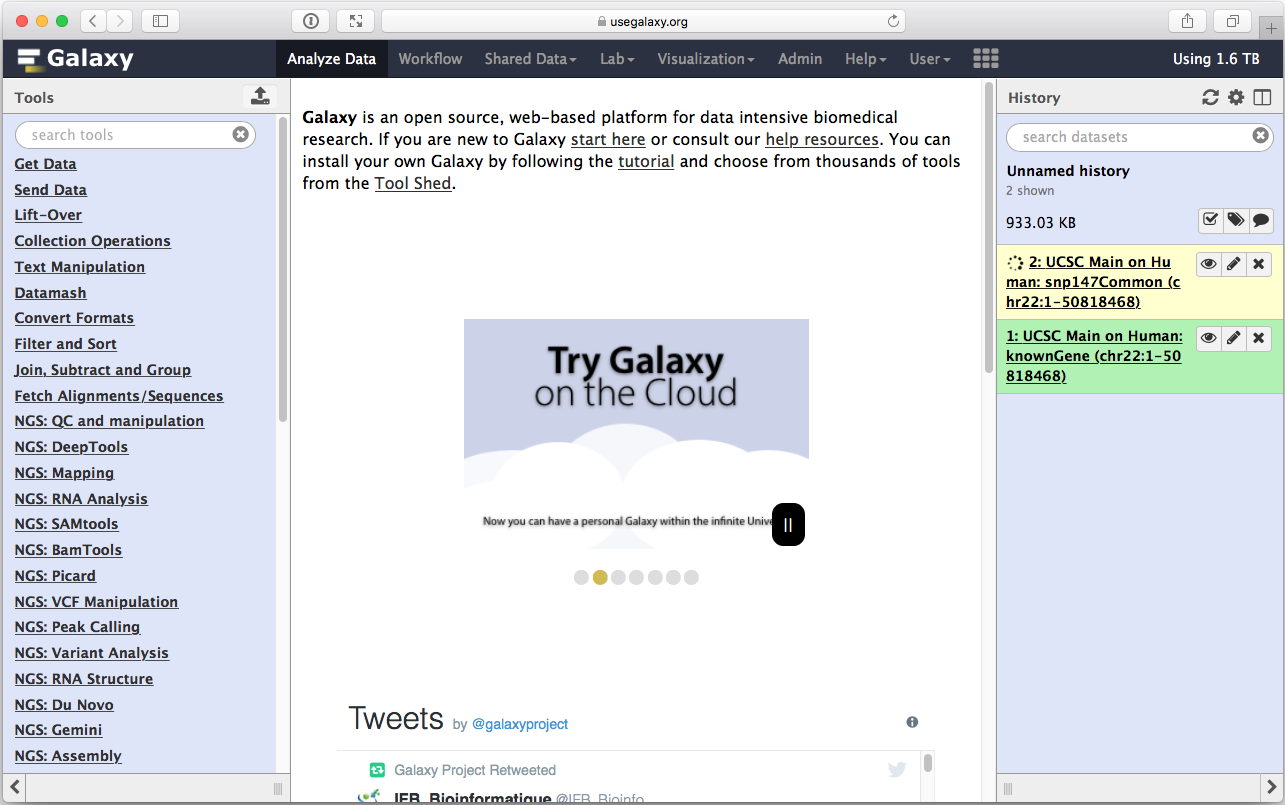 usegalaxy.org
Galaxy
Analyze Data
Workflow
Shared Data
Lab
Visualization
Admin
Help
User
Using 1.6 TB
Tools
search tools
Get Data
Send Data
Lift-Over
Collection Operations
Text Manipulation
Datamash
Convert Formats
Filter and Sort
Join, Subtract and Group
Fetch Alignments/Sequences
NGS: QC and manipulation
NGS: DeepTools
NGS: Mapping
NGS: RNA Analysis
NGS: SAMtools
NGS: BamTools
NGS: Picard
NGS: VCF Manipulation
NGS: Peak Calling
NGS: Variant Analysis
NGS: RNA Structure
NGS: Du Novo
NGS: Gemini
NGS: Assembly
Galaxy is an open source, web-based platform for data intensive biomedical
research. If you are new to Galaxy start here or consult our help resources. You can
install your own Galaxy by following the tutorial and choose from thousands of tools
from the Tool Shed.
Try Galaxy
on the Cloud
Now you can have a personal Galaxy within the infinite
Tweets by @galaxyproject
Galaxy Project Retweeted
IFB_Bioinformatique @IFB_Bioinfo
History
search datasets
Unnamed history
2 shown
933.03 KB
2: UCSC Main on Hu
man: snp147Common (c
hr22:1-50818468)
1: UCSC Main on Human:
knownGene (chr22:1-50
818468)